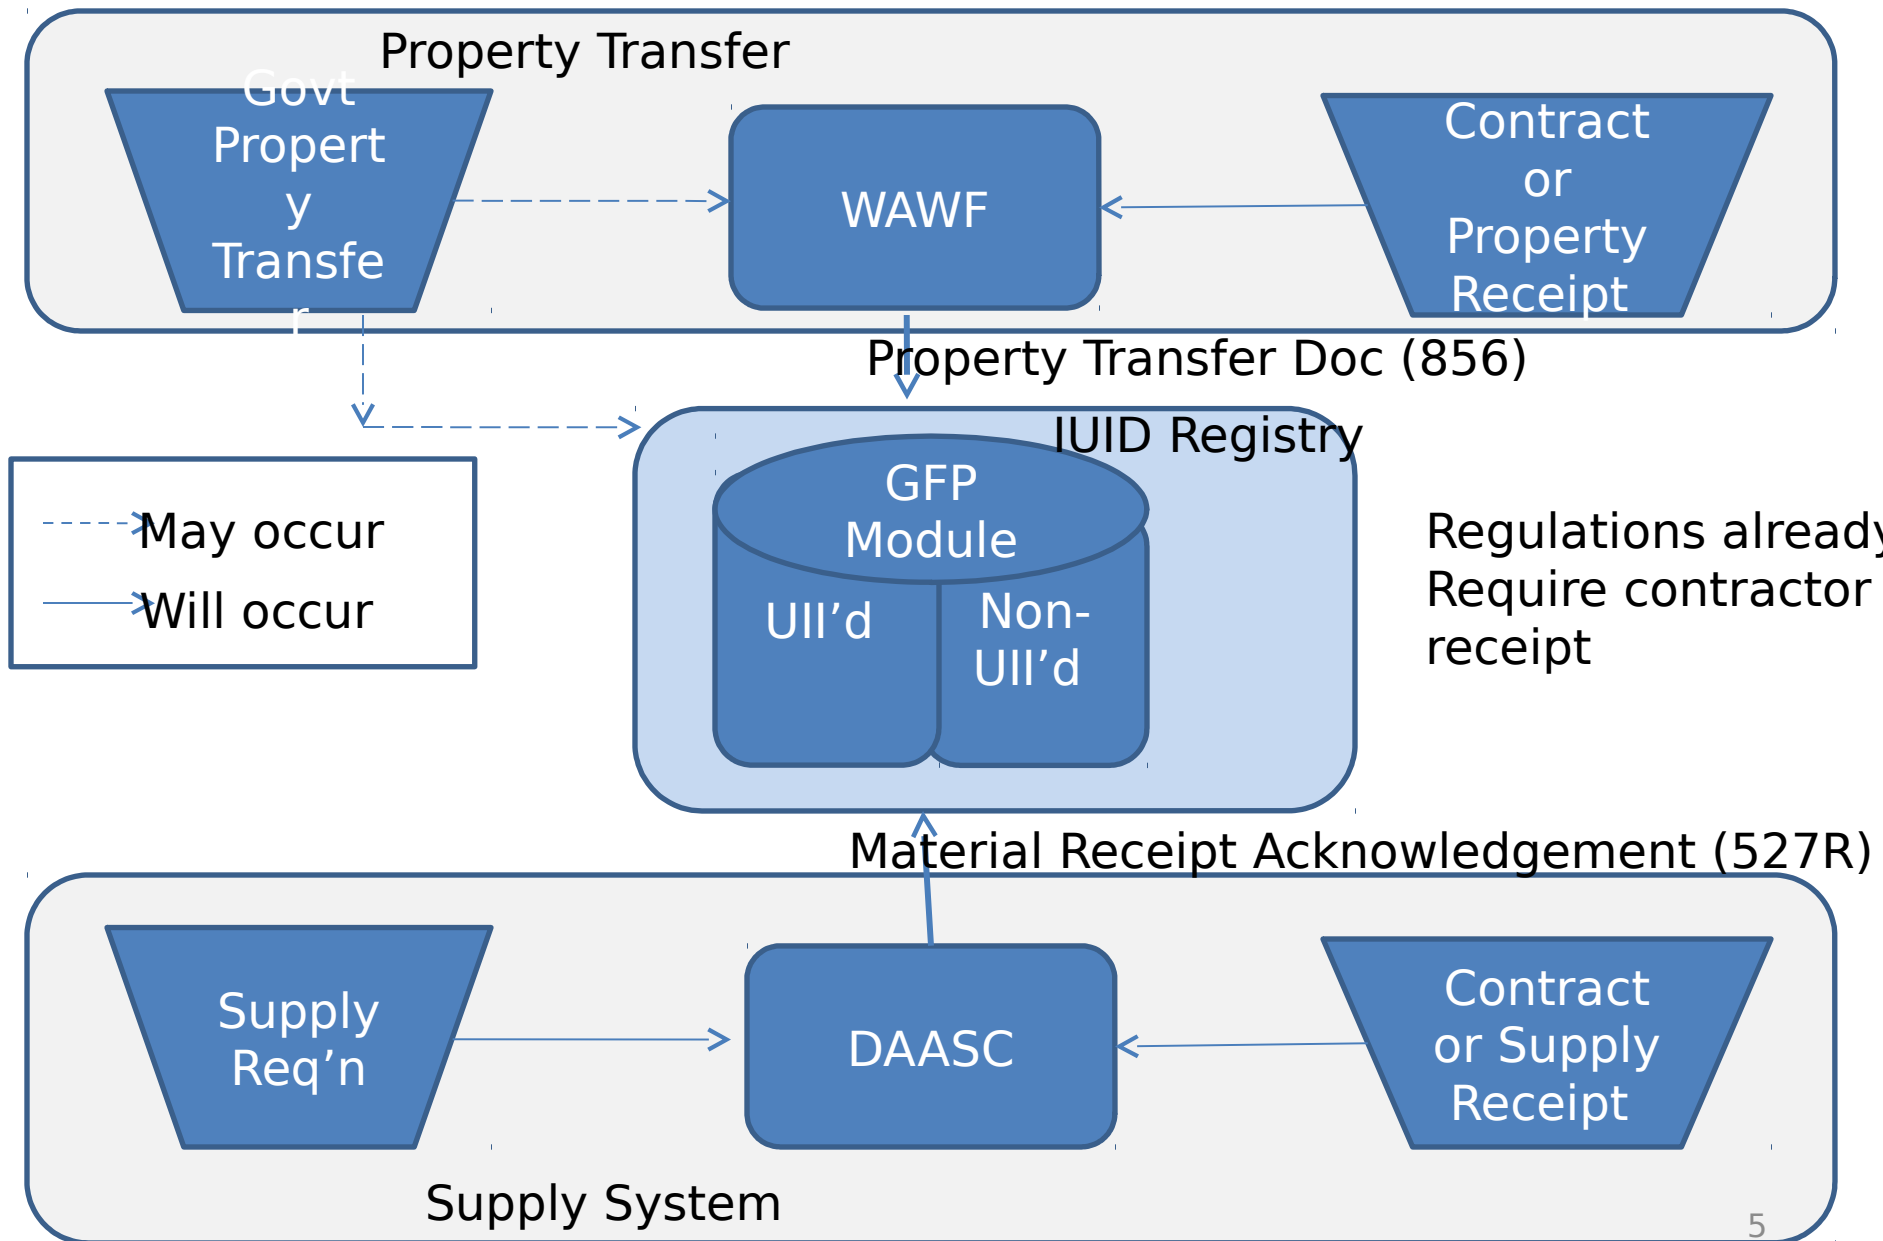 Property Transfer
Govt
Propert
y
Transfe
r
WAWF
Contract
or
Property
Receipt
Property Transfer Doc (856)
IUID Registry
GFP
Module
UII’d
Non-
UII’d
May occur
Will occur
Regulations already
Require contractor
receipt
Material Receipt Acknowledgement (527R)
Supply
Req’n
DAASC
Contract
or Supply
Receipt
Supply System
5